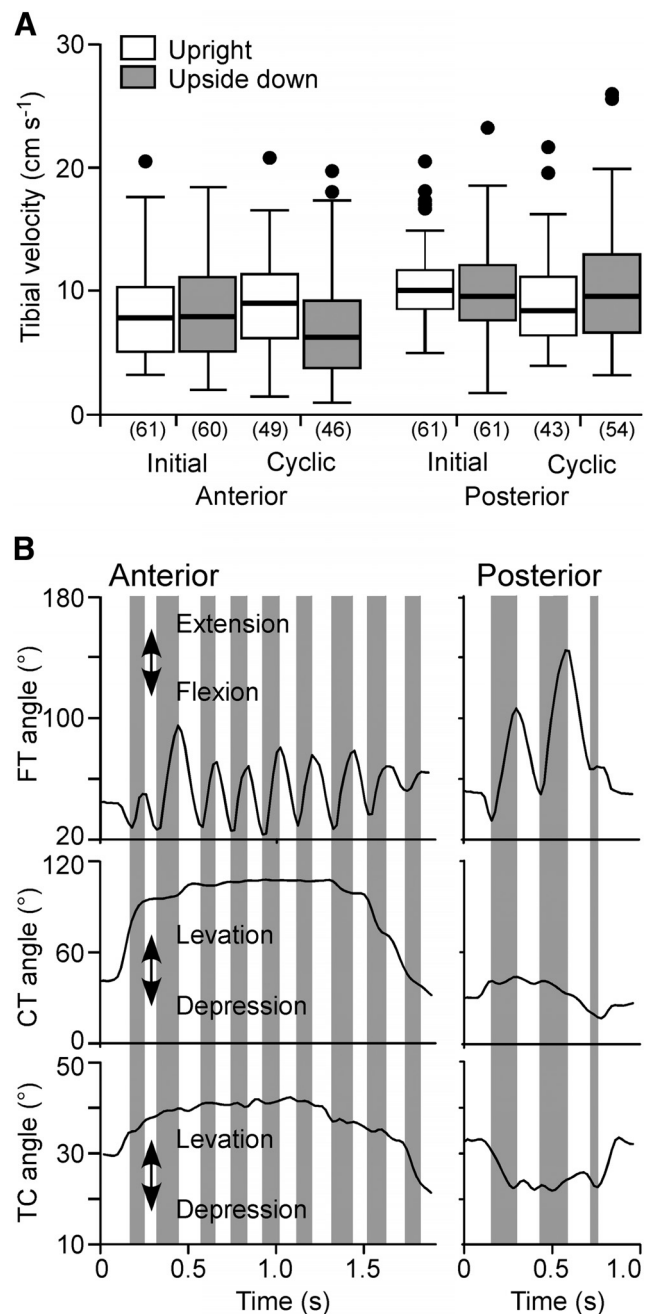 A
Tibial velocity (cm s⁻¹)
30
20
10
0
Upright
Upside down
(61) (60) (49) (46) (61) (61) (43) (54)
Initial Cyclic Initial Cyclic
Anterior Posterior
B
Anterior Posterior
FT angle (°)
180
100
20
Extension
Flexion
CT angle (°)
120
60
0
Levation
Depression
TC angle (°)
50
30
10
Levation
Depression
0 0.5 1.0 1.5 0 0.5 1.0
Time (s) Time (s)